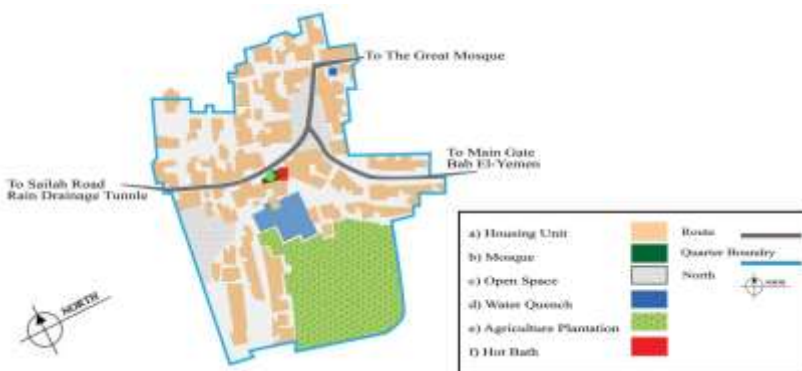 To The Great Mosque
To Main Gate
Bab El-Yemen
To Sailah Road
Rain Drainage Tunnle
NORTH
a) Housing Unit
b) Mosque
c) Open Space
d) Water Quench
e) Agriculture Plantation
f) Hot Bath
Route
Quarter Boundry
North